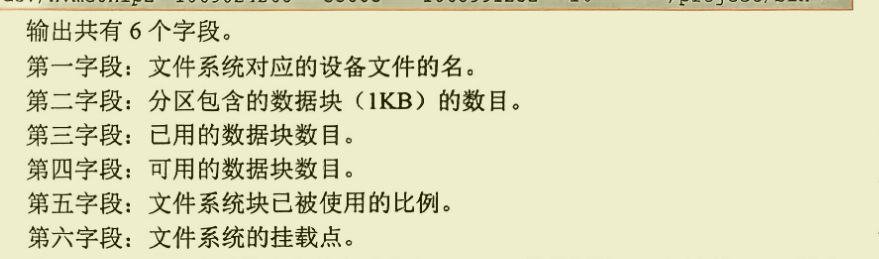 输出共有 6 个字段。
第一字段：文件系统对应的设备文件的名。
第二字段：分区包含的数据块（1KB）的数目。
第三字段：已用的数据块数目。
第四字段：可用的数据块数目。
第五字段：文件系统块已被使用的比例。
第六字段：文件系统的挂载点。